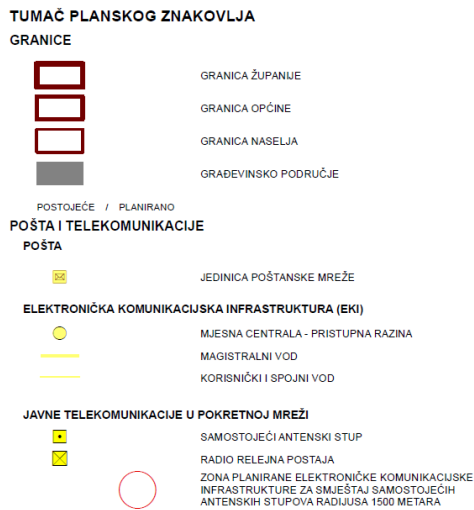 TUMAČ PLANSKOG ZNAKOVLJA
GRANICE
GRANICA ŽUPANIJE
GRANICA OPĆINE
GRANICA NASELJA
GRAĐEVINSKO PODRUČJE
POSTOJEĆE / PLANIRANO
POŠTA I TELEKOMUNIKACIJE
POŠTA
JEDINICA POŠTANSKE MREŽE
ELEKTRONIČKA KOMUNIKACIJSKA INFRASTRUKTURA (EKI)
MJESNA CENTRALA - PRISTUPNA RAZINA
MAGISTRALNI VOD
KORISNIČKI I SPOJNI VOD
JAVNE TELEKOMUNIKACIJE U POKRETNOJ MREŽI
SAMOSTOJEĆI ANTENSKI STUP
RADIO RELEJNA POSTAJA
ZONA PLANIRANE ELEKTRONIČKE KOMUNIKACIJSKE
INFRASTRUKTURE ZA SMJEŠTAJ SAMOSTOJEĆIH
ANTENSKIH STUPOVA RADIJUSA 1500 METARA